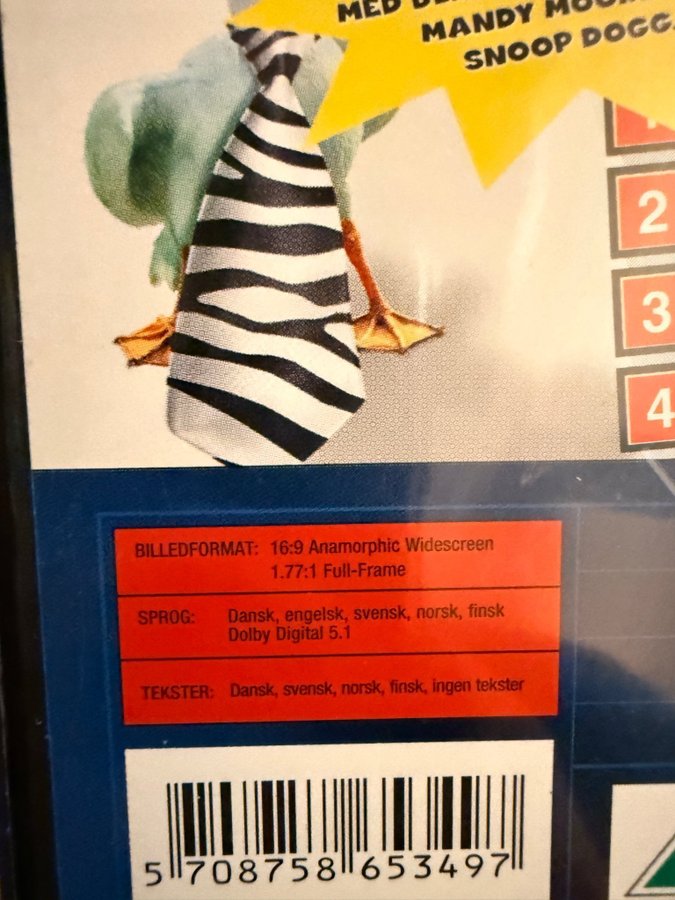 MED
MANDY
SNOOP DOGG
2
3
4
BILLEDFORMAT: 16:9 Anamorphic Widescreen
1.77:1 Full-Frame
SPROG: Dansk, engelsk, svensk, norsk, finsk
Dolby Digital 5.1
TEKSTER: Dansk, svensk, norsk, finsk, ingen tekster
5 708758 653497